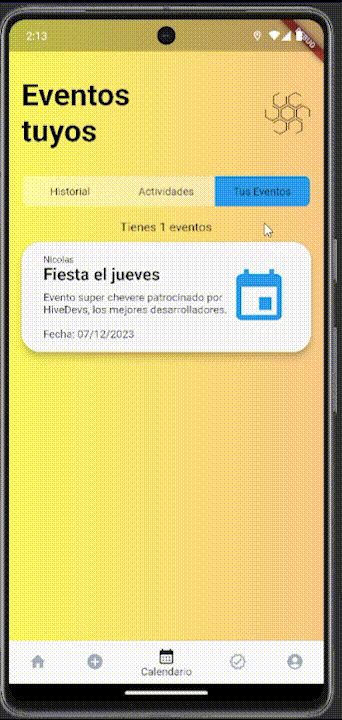 2:13
Eventos
tuyos
Historial
Actividades
Tus Eventos
Tienes 1 eventos
Nicolas
Fiesta el jueves
Evento super chevere patrocinado por
HiveDevs, los mejores desarrolladores.
Fecha: 07/12/2023
Calendario